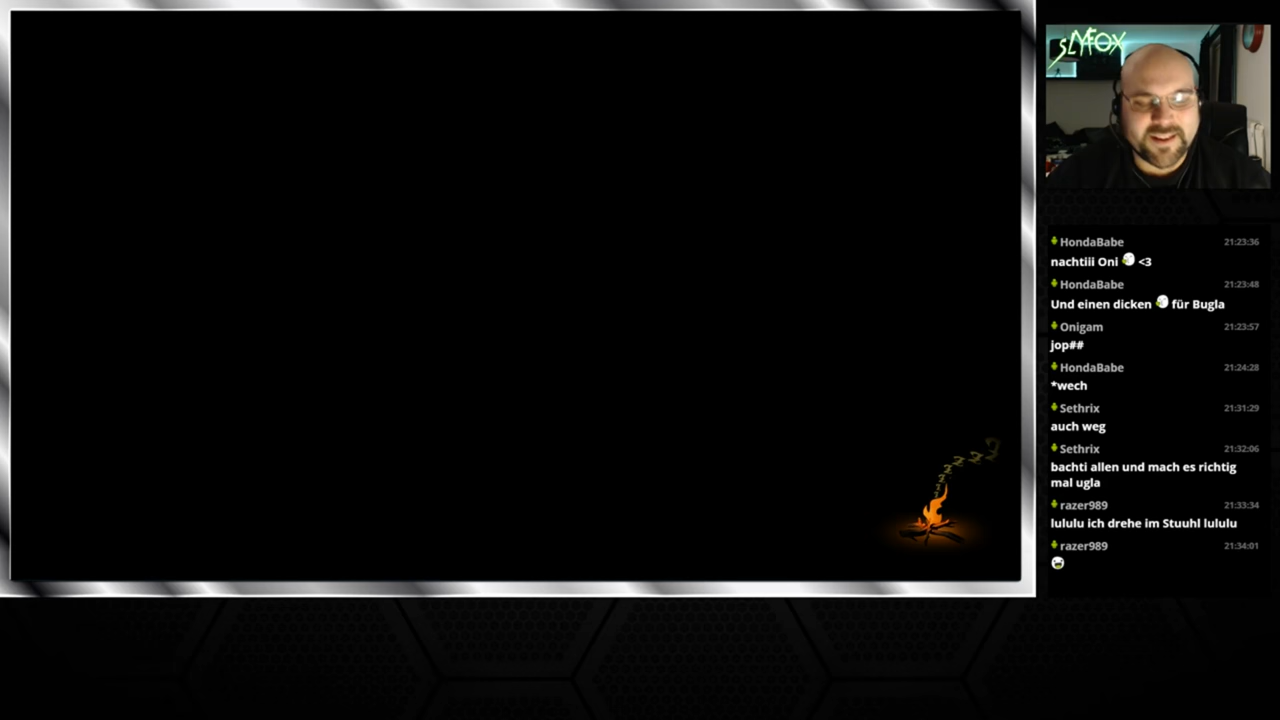 SLYFOX
HondaBabe 21:23:36
nachtiii Oni <3
HondaBabe 21:23:48
Und einen dicken für Bugla
Onigam 21:23:57
jop##
HondaBabe 21:24:28
*wech
Sethrix 21:31:29
auch weg
Sethrix 21:32:06
bachti allen und mach es richtig
mal ugla
razer989 21:33:34
lululu ich drehe im Stuuhl lululu
razer989 21:34:01